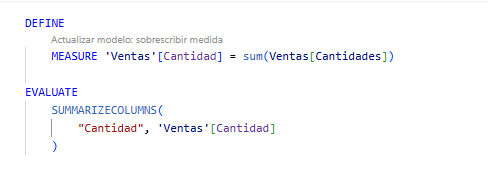 DEFINE
Actualizar modelo: sobrescribir medida
MEASURE 'Ventas'[Cantidad] = sum(Ventas[Cantidades])
EVALUATE
SUMMARIZECOLUMNS(
"Cantidad", 'Ventas'[Cantidad]
)